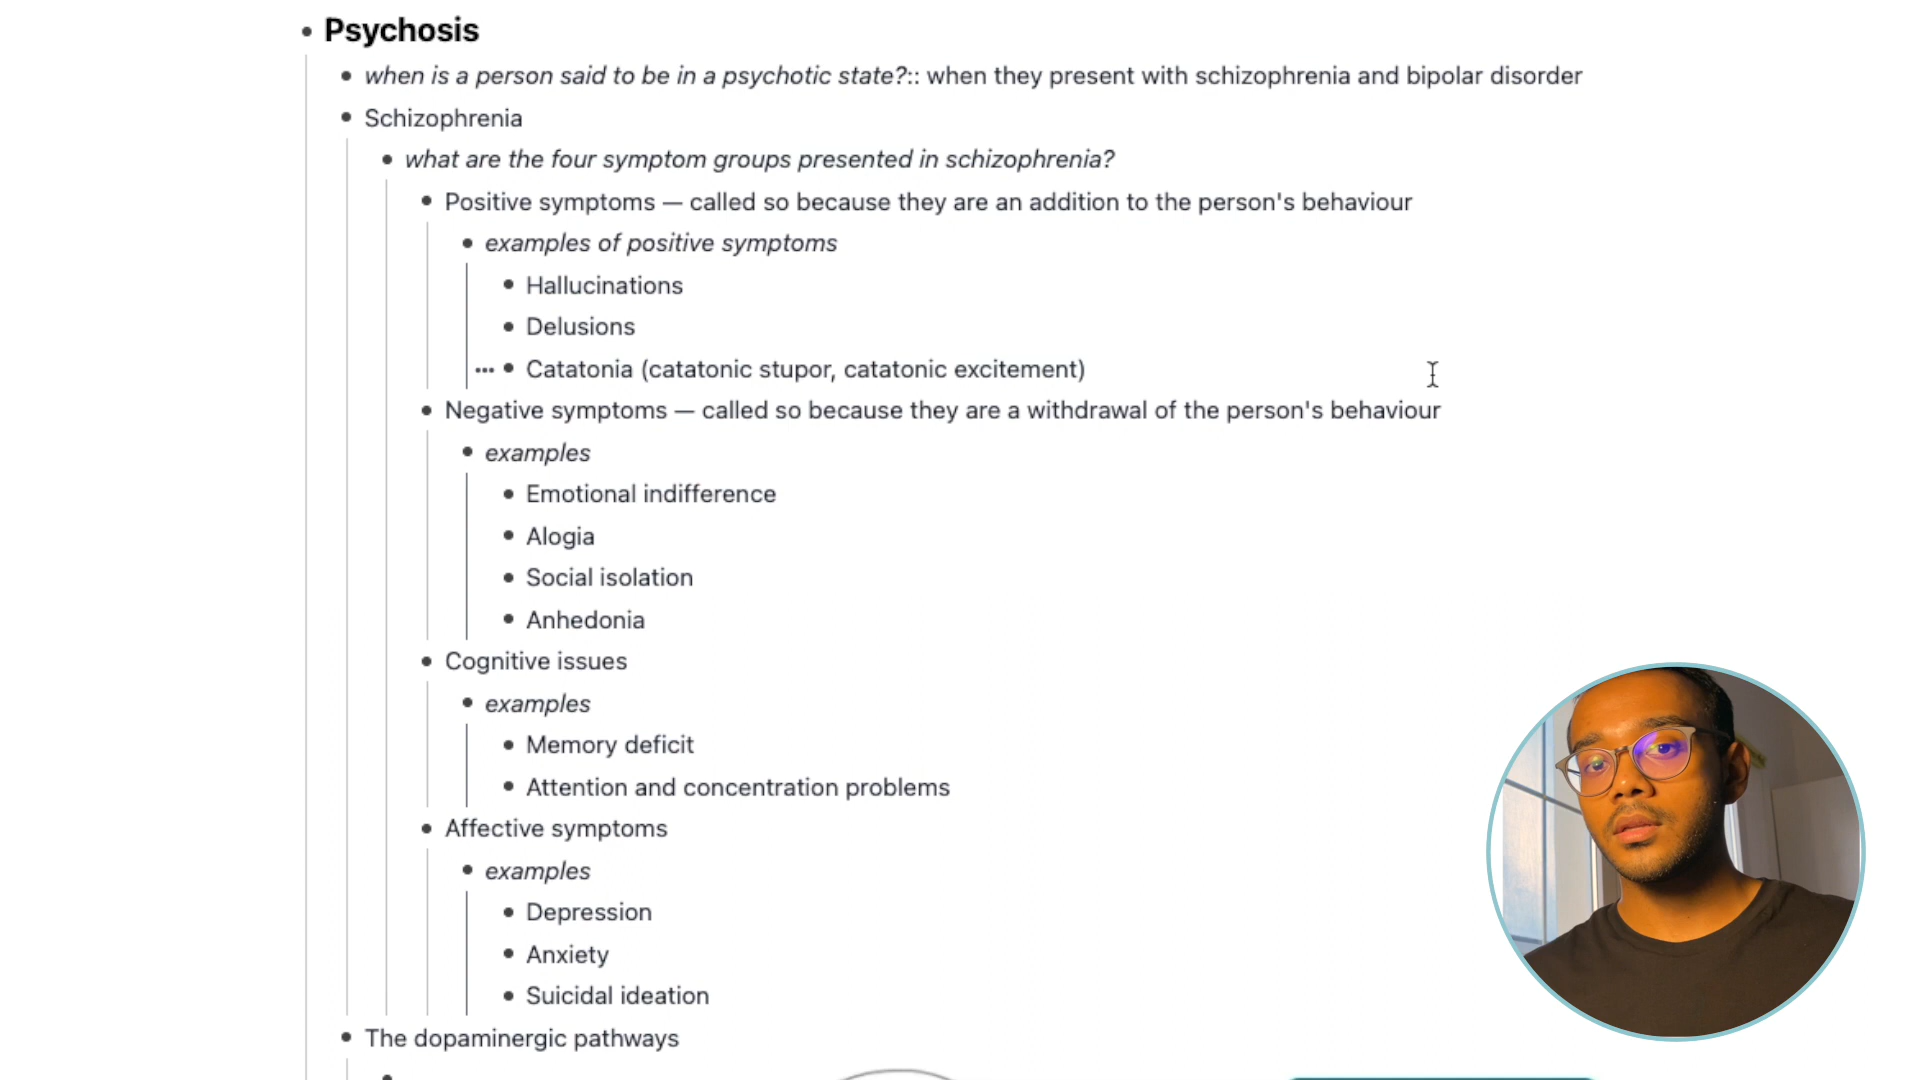 Psychosis
when is a person said to be in a psychotic state?:: when they present with schizophrenia and bipolar disorder
Schizophrenia
what are the four symptom groups presented in schizophrenia?
Positive symptoms — called so because they are an addition to the person's behaviour
examples of positive symptoms
Hallucinations
Delusions
Catatonia (catatonic stupor, catatonic excitement)
Negative symptoms — called so because they are a withdrawal of the person's behaviour
examples
Emotional indifference
Alogia
Social isolation
Anhedonia
Cognitive issues
examples
Memory deficit
Attention and concentration problems
Affective symptoms
examples
Depression
Anxiety
Suicidal ideation
The dopaminergic pathways